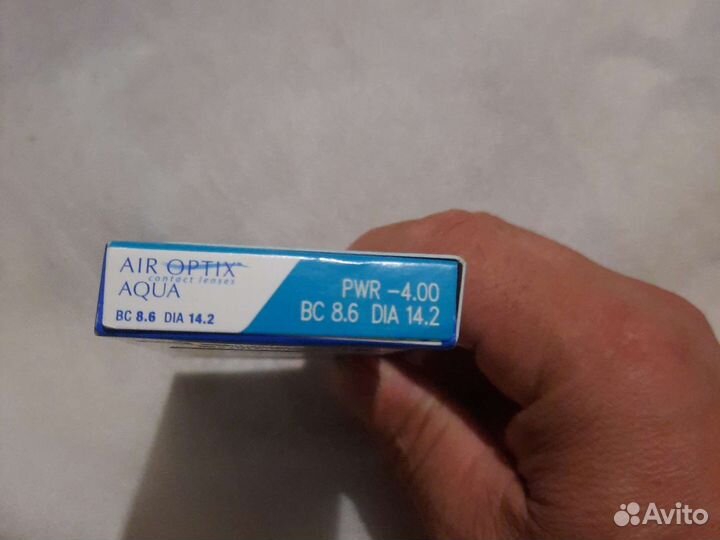 AIR OPTIX™
contact lenses
AQUA
BC 8.6 DIA 14.2
PWR -4.00
BC 8.6 DIA 14.2
Avito